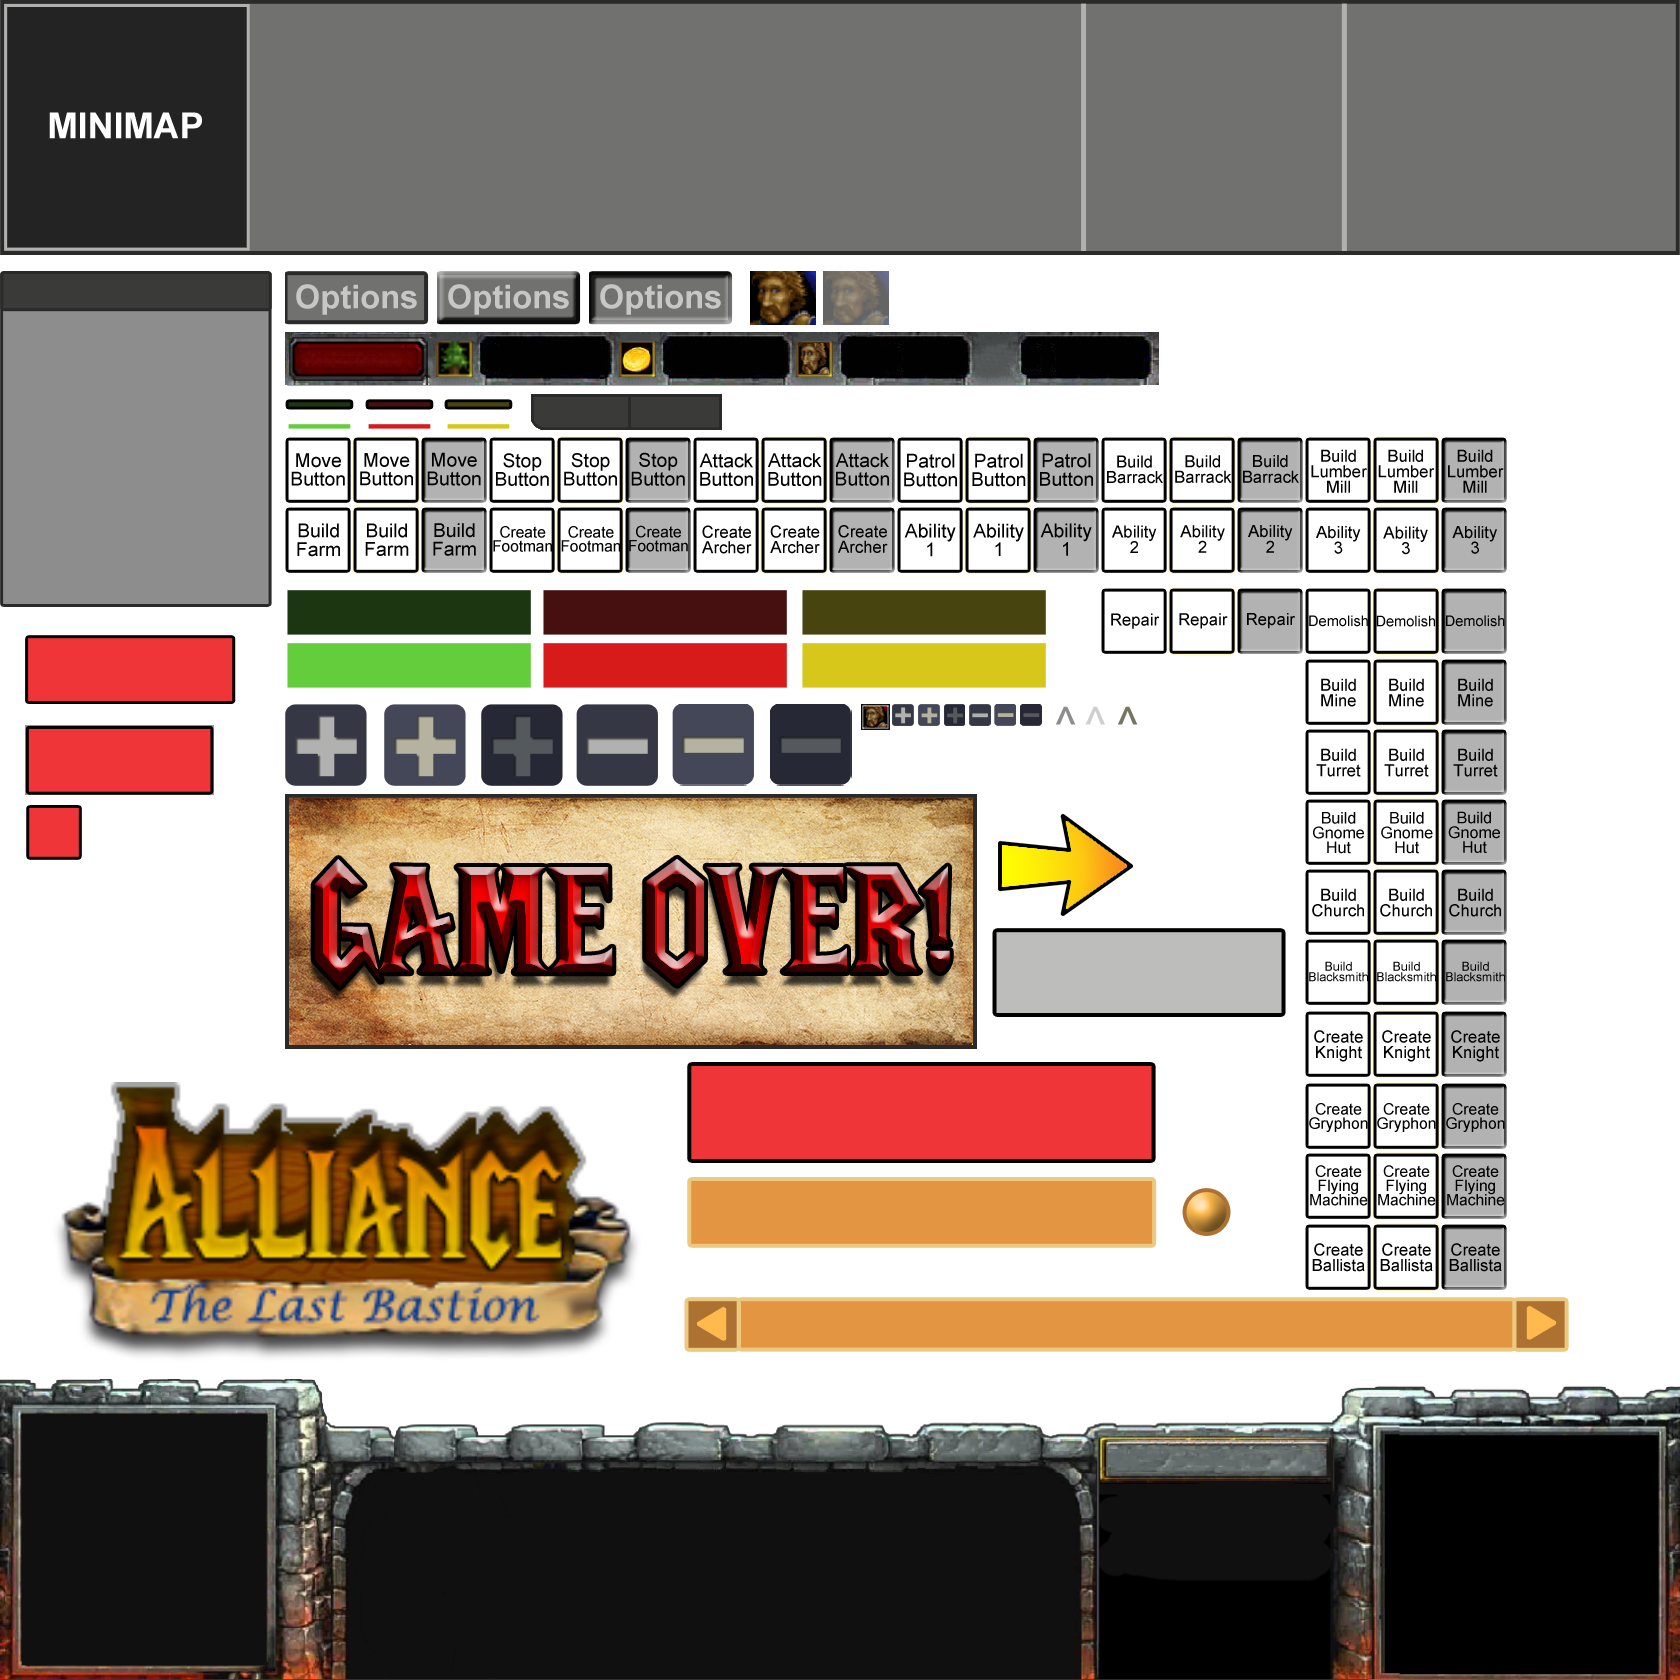 MINIMAP
Options Options Options
Move Button Move Button Move Button Stop Button Stop Button Stop Button Attack Button Attack Button Attack Button Patrol Button Patrol Button Patrol Button Build Barrack Build Barrack Build Barrack Build Lumber Mill Build Lumber Mill Build Lumber Mill
Build Farm Build Farm Build Farm Create Footman Create Footman Create Footman Create Archer Create Archer Create Archer Ability 1 Ability 1 Ability 1 Ability 2 Ability 2 Ability 2 Ability 3 Ability 3 Ability 3
Repair Repair Repair Demolish Demolish Demolish
Build Mine Build Mine Build Mine
Build Turret Build Turret Build Turret
Build Gnome Hut Build Gnome Hut Build Gnome Hut
Build Church Build Church Build Church
Build Blacksmith Build Blacksmith Build Blacksmith
Create Knight Create Knight Create Knight
Create Gryphon Create Gryphon Create Gryphon
Create Flying Machine Create Flying Machine Create Flying Machine
Create Ballista Create Ballista Create Ballista
GAME OVER!
ALLIANCE
The Last Bastion